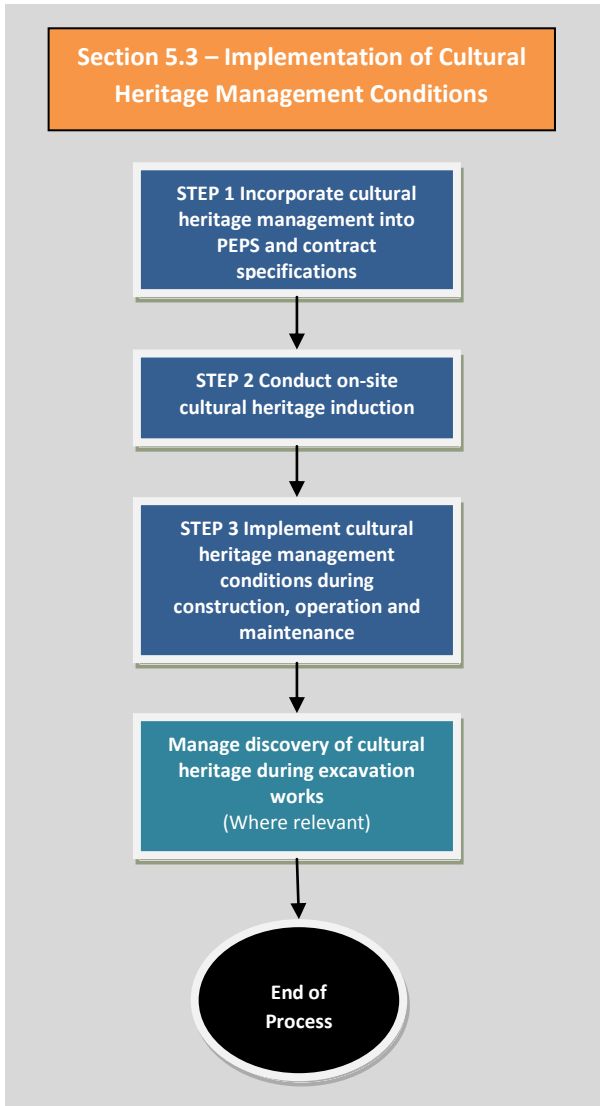 Section 5.3 – Implementation of Cultural
Heritage Management Conditions
STEP 1 Incorporate cultural
heritage management into
PEPS and contract
specifications
STEP 2 Conduct on-site
cultural heritage induction
STEP 3 Implement cultural
heritage management
conditions during
construction, operation and
maintenance
Manage discovery of cultural
heritage during excavation
works
(Where relevant)
End of
Process